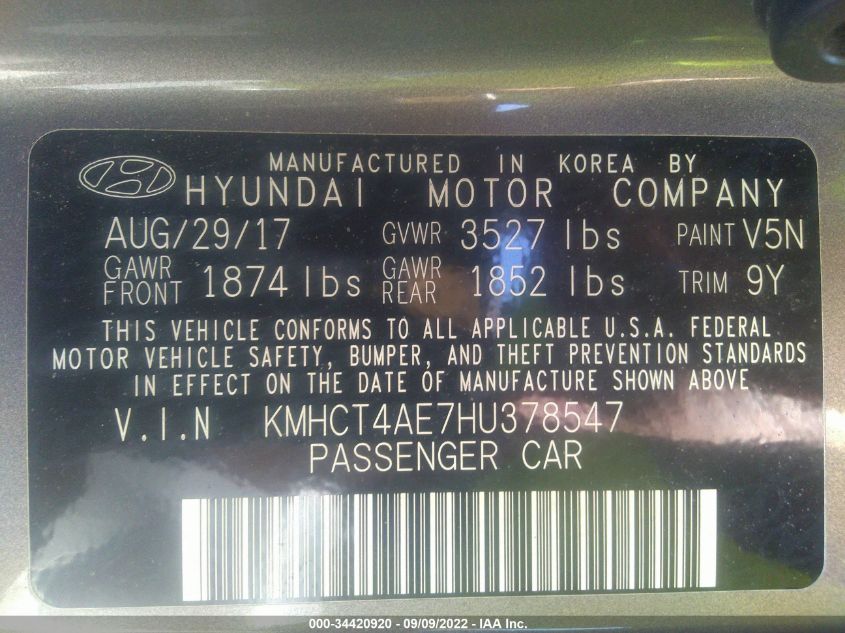 MANUFACTURED IN KOREA BY
HYUNDAI MOTOR COMPANY
AUG/29/17 GVWR 3527 lbs PAINT V5N
GAWR FRONT 1874 lbs GAWR REAR 1852 lbs TRIM 9Y
THIS VEHICLE CONFORMS TO ALL APPLICABLE U.S.A. FEDERAL
MOTOR VEHICLE SAFETY, BUMPER, AND THEFT PREVENTION STANDARDS
IN EFFECT ON THE DATE OF MANUFACTURE SHOWN ABOVE
V.I.N KMHCT4AE7HU378547
PASSENGER CAR
000-34420920 - 09/09/2022 - IAA Inc.